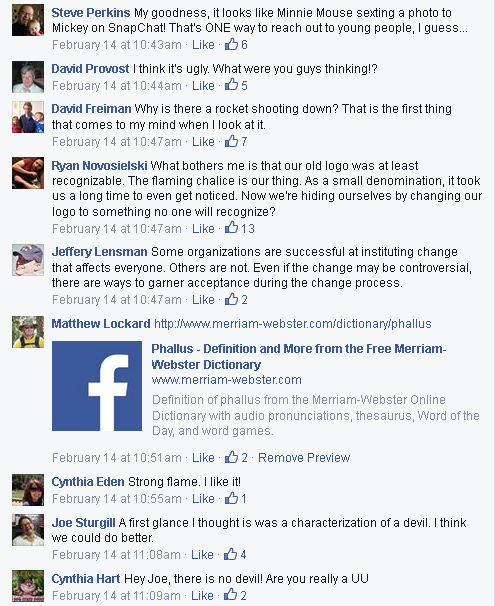 Steve Perkins My goodness, it looks like Minnie Mouse sexting a photo to
Mickey on SnapChat! That's ONE way to reach out to young people, I guess...
February 14 at 10:43am · Like · 6
David Provost I think it's ugly. What were you guys thinking!?
February 14 at 10:44am · Like · 5
David Freiman Why is there a rocket shooting down? That is the first thing
that comes to my mind when I look at it.
February 14 at 10:47am · Like · 7
Ryan Novosielski What bothers me is that our old logo was at least
recognizable. The flaming chalice is our thing. As a small denomination, it took
us a long time to even get noticed. Now we're hiding ourselves by changing our
logo to something no one will recognize?
February 14 at 10:47am · Like · 13
Jeffery Lensman Some organizations are successful at instituting change
that affects everyone. Others are not. Even if the change may be controversial,
there are ways to garner acceptance during the change process.
February 14 at 10:47am · Like · 2
Matthew Lockard http://www.merriam-webster.com/dictionary/phallus
f
Phallus - Definition and More from the Free Merriam-
Webster Dictionary
www.merriam-webster.com
Definition of phallus from the Merriam-Webster Online
Dictionary with audio pronunciations, thesaurus, Word of the
Day, and word games.
February 14 at 10:51am · Like · 2 · Remove Preview
Cynthia Eden Strong flame. I like it!
February 14 at 10:55am · Like · 1
Joe Sturgill A first glance I thought is was a characterization of a devil. I think
we could do better.
February 14 at 11:08am · Like · 4
Cynthia Hart Hey Joe, there is no devil! Are you really a UU
February 14 at 11:09am · Like · 2